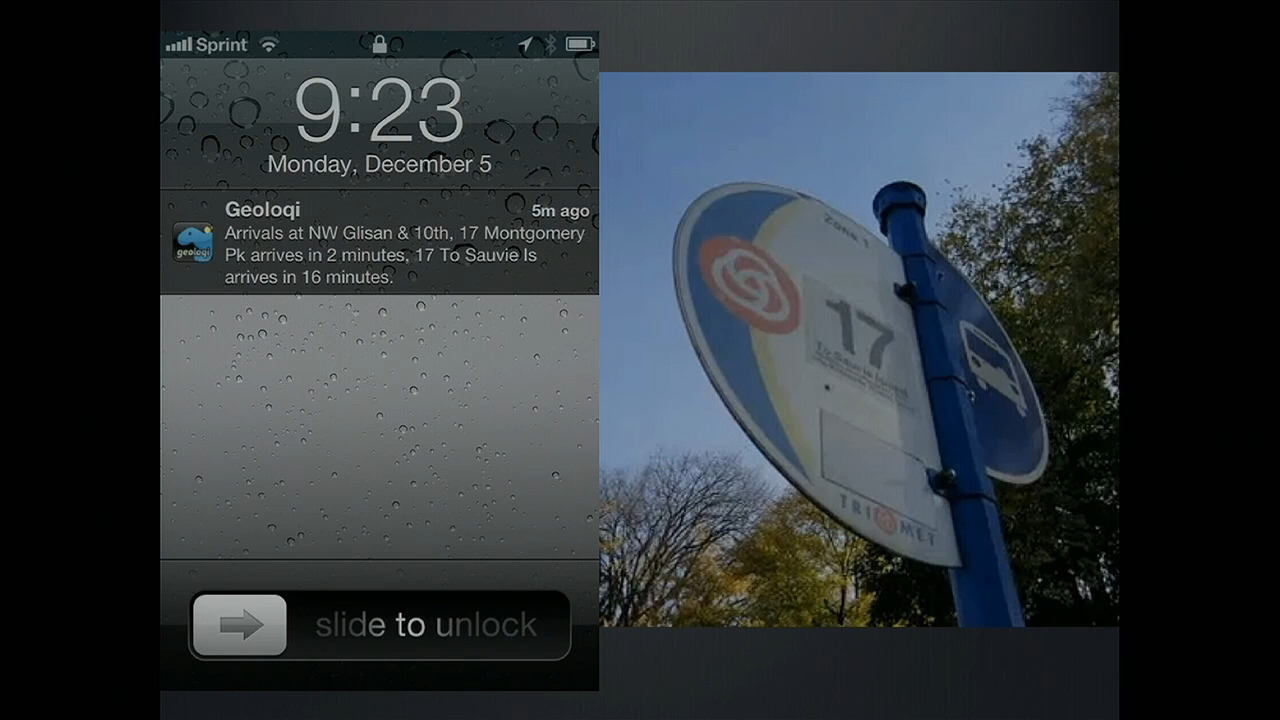 Sprint
9:23
Monday, December 5
Geoloqi
5m ago
Arrivals at NW Glisan & 10th, 17 Montgomery
Pk arrives in 2 minutes, 17 To Sauvie Is
arrives in 16 minutes.
geoloqi
slide to unlock
Zone 1
17
To Sauvie Island
TRI MET